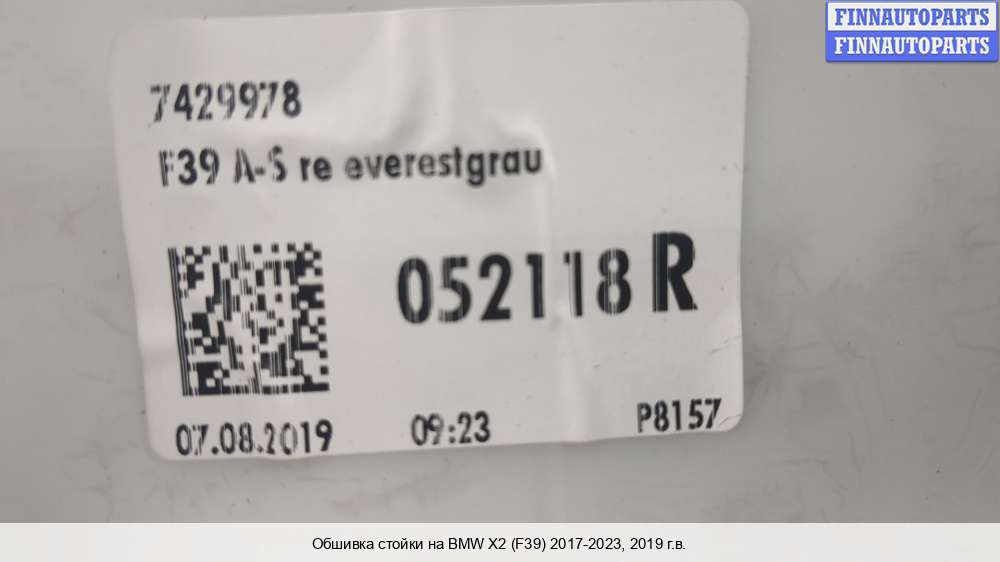 FINNAUTOPARTS
FINNAUTOPARTS
7429978
F39 A-S re everestgrau
052118 R
07.08.2019 09:23 P8157
Обшивка стойки на BMW X2 (F39) 2017-2023, 2019 г.в.